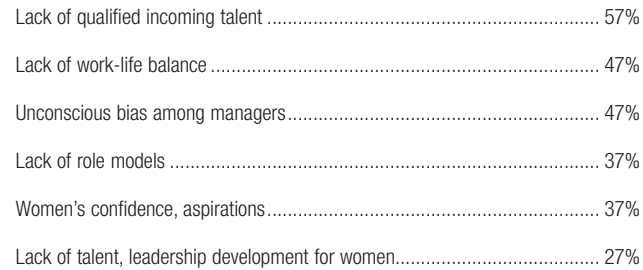 Lack of qualified incoming talent ........................................................................ 57%
Lack of work-life balance .................................................................................... 47%
Unconscious bias among managers................................................................... 47%
Lack of role models ............................................................................................. 37%
Women’s confidence, aspirations........................................................................ 37%
Lack of talent, leadership development for women............................................ 27%